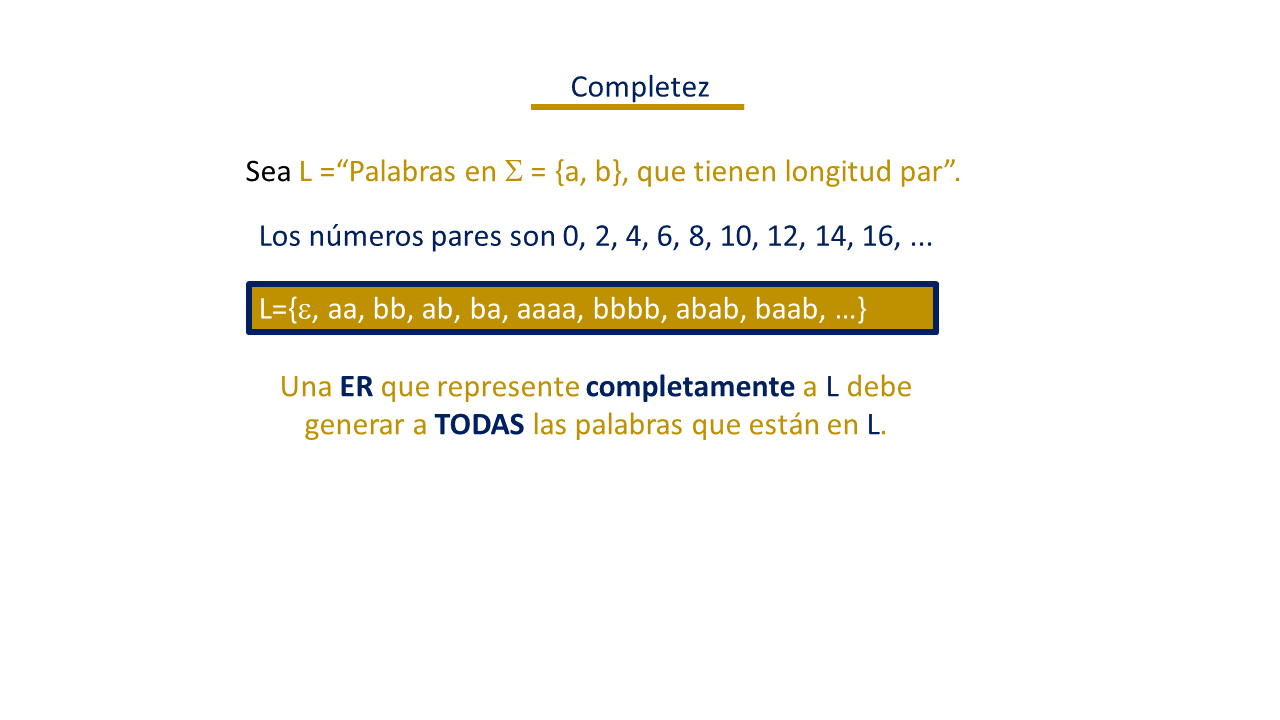 Completez
Sea L =“Palabras en Σ = {a, b}, que tienen longitud par”.
Los números pares son 0, 2, 4, 6, 8, 10, 12, 14, 16, ...
L={ε, aa, bb, ab, ba, aaaa, bbbb, abab, baab, ...}
Una ER que represente completamente a L debe
generar a TODAS las palabras que están en L.